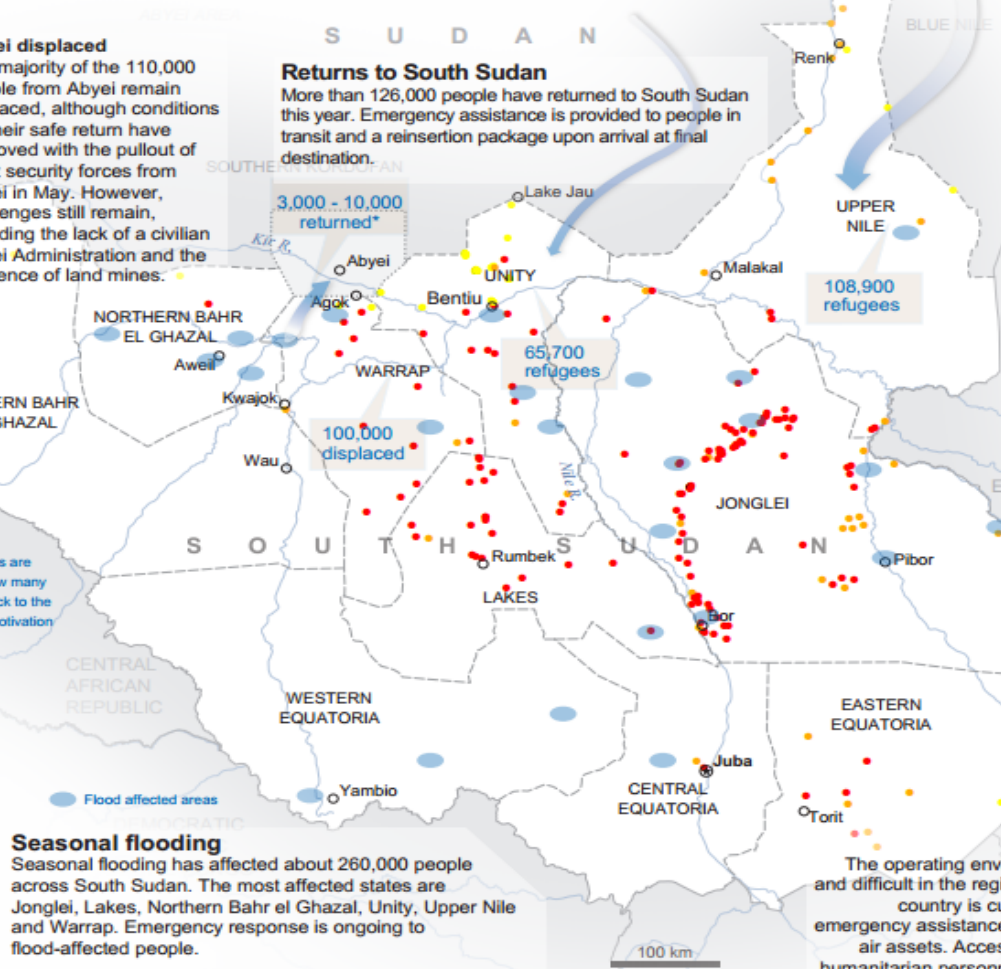 ei displaced
majority of the 110,000
le from Abyei remain
aced, although conditions
heir safe return have
oved with the pullout of
security forces from
ei in May. However,
enges still remain,
ding the lack of a civilian
ei Administration and the
ence of land mines.
S U D A N
Returns to South Sudan
More than 126,000 people have returned to South Sudan
this year. Emergency assistance is provided to people in
transit and a reinsertion package upon arrival at final
destination.
BLUE NILE
Renk
ABYEI AREA
SOUTHERN KORDOFAN
3,000 - 10,000
returned*
Lake Jau
Kiir R.
Abyei
UNITY
Bentiu
Agok
Malakal
UPPER
NILE
108,900
refugees
NORTHERN BAHR
EL GHAZAL
Aweil
WARRAP
65,700
refugees
ERN BAHR
GHAZAL
Kwajok
100,000
displaced
Wau
Nile R.
JONGLEI
E
S O U T H S U D A N
Rumbek
Pibor
LAKES
Bor
s are
w many
ck to the
otivation
CENTRAL
AFRICAN
REPUBLIC
WESTERN
EQUATORIA
EASTERN
EQUATORIA
Juba
CENTRAL
EQUATORIA
Yambio
Torit
Flood affected areas
DEMOCRATIC
Seasonal flooding
Seasonal flooding has affected about 260,000 people
across South Sudan. The most affected states are
Jonglei, Lakes, Northern Bahr el Ghazal, Unity, Upper Nile
and Warrap. Emergency response is ongoing to
flood-affected people.
100 km
The operating env
and difficult in the regi
country is cu
emergency assistance
air assets. Acces
humanitarian person